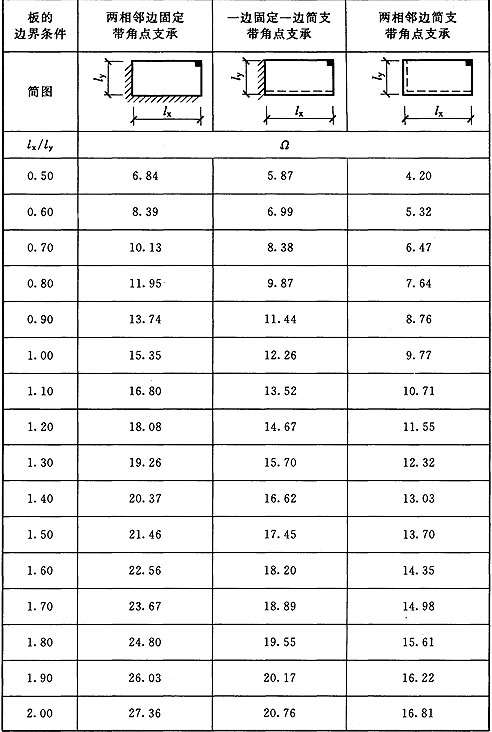 板的 两相邻边固定 一边固定一边简支 两相邻边简支
边界条件 带角点支承 带角点支承 带角点支承
简图 ly lx ly lx ly lx
lx/ly Ω
0.50 6.84 5.87 4.20
0.60 8.39 6.99 5.32
0.70 10.13 8.38 6.47
0.80 11.95 9.87 7.64
0.90 13.74 11.44 8.76
1.00 15.35 12.26 9.77
1.10 16.80 13.52 10.71
1.20 18.08 14.67 11.55
1.30 19.26 15.70 12.32
1.40 20.37 16.62 13.03
1.50 21.46 17.45 13.70
1.60 22.56 18.20 14.35
1.70 23.67 18.89 14.98
1.80 24.80 19.55 15.61
1.90 26.03 20.17 16.22
2.00 27.36 20.76 16.81